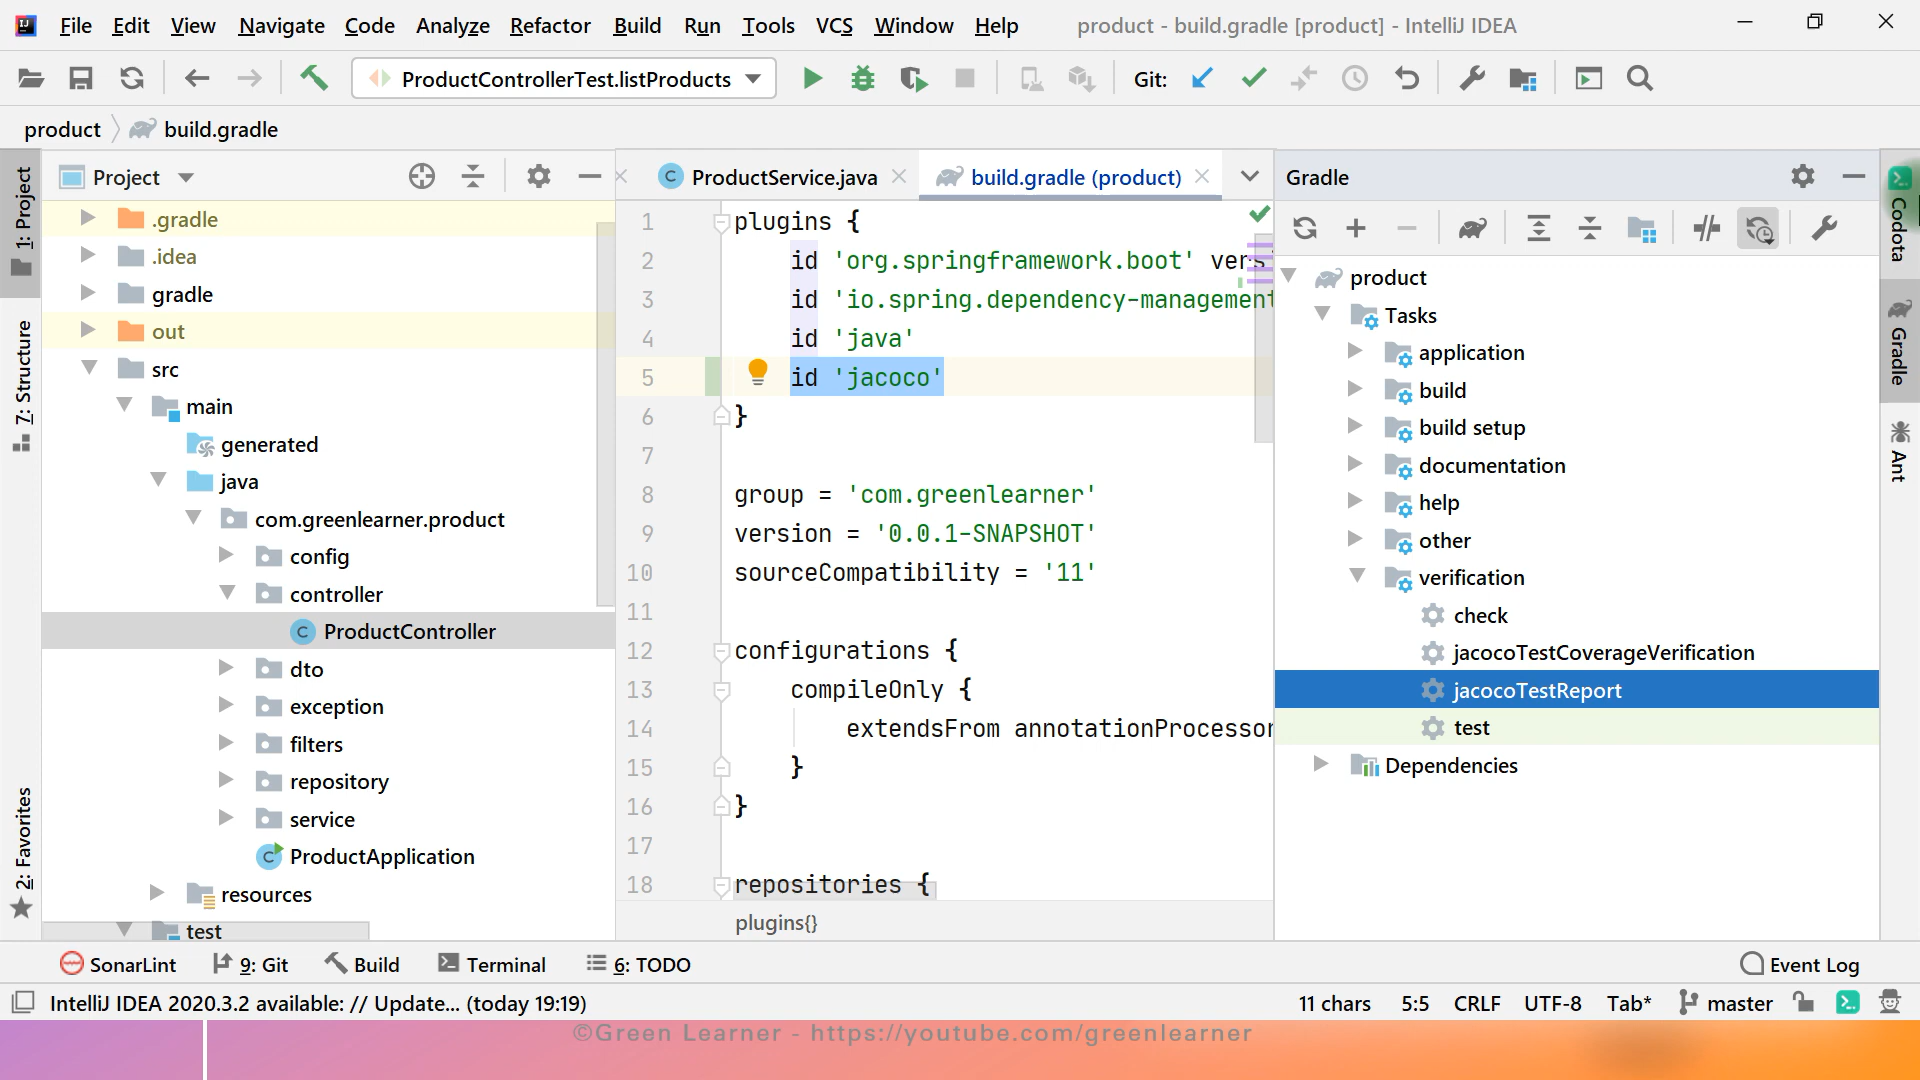 File Edit View Navigate Code Analyze Refactor Build Run Tools VCS Window Help product - build.gradle [product] - IntelliJ IDEA
ProductControllerTest.listProducts Git:
product build.gradle
1: Project
7: Structure
2: Favorites
Project
.gradle
.idea
gradle
out
src
main
generated
java
com.greenlearner.product
config
controller
ProductController
dto
exception
filters
repository
service
ProductApplication
resources
test
ProductService.java build.gradle (product)
1 plugins {
2 id 'org.springframework.boot' vers
3 id 'io.spring.dependency-management
4 id 'java'
5 id 'jacoco'
6 }
7
8 group = 'com.greenlearner'
9 version = '0.0.1-SNAPSHOT'
10 sourceCompatibility = '11'
11
12 configurations {
13 compileOnly {
14 extendsFrom annotationProcessor
15 }
16 }
17
18 repositories {
plugins{}
Gradle
product
Tasks
application
build
build setup
documentation
help
other
verification
check
jacocoTestCoverageVerification
jacocoTestReport
test
Dependencies
Codota
Gradle
Ant
SonarLint 9: Git Build Terminal 6: TODO Event Log
IntelliJ IDEA 2020.3.2 available: // Update... (today 19:19) 11 chars 5:5 CRLF UTF-8 Tab* master
©Green Learner - https://youtube.com/greenlearner